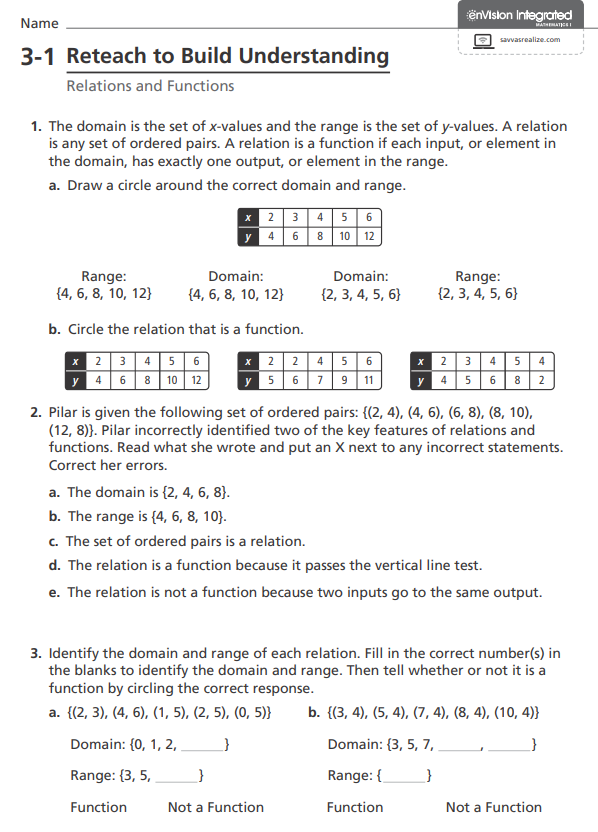 Name
enVision Integrated
MATHEMATICS I
savvasrealize.com
3-1 Reteach to Build Understanding
Relations and Functions
1. The domain is the set of x-values and the range is the set of y-values. A relation
is any set of ordered pairs. A relation is a function if each input, or element in
the domain, has exactly one output, or element in the range.
a. Draw a circle around the correct domain and range.
x 2 3 4 5 6
y 4 6 8 10 12
Range: Domain: Domain: Range:
{4, 6, 8, 10, 12} {4, 6, 8, 10, 12} {2, 3, 4, 5, 6} {2, 3, 4, 5, 6}
b. Circle the relation that is a function.
x 2 3 4 5 6 x 2 2 4 5 6 x 2 3 4 5 4
y 4 6 8 10 12 y 5 6 7 9 11 y 4 5 6 8 2
2. Pilar is given the following set of ordered pairs: {(2, 4), (4, 6), (6, 8), (8, 10),
(12, 8)}. Pilar incorrectly identified two of the key features of relations and
functions. Read what she wrote and put an X next to any incorrect statements.
Correct her errors.
a. The domain is {2, 4, 6, 8}.
b. The range is {4, 6, 8, 10}.
c. The set of ordered pairs is a relation.
d. The relation is a function because it passes the vertical line test.
e. The relation is not a function because two inputs go to the same output.
3. Identify the domain and range of each relation. Fill in the correct number(s) in
the blanks to identify the domain and range. Then tell whether or not it is a
function by circling the correct response.
a. {(2, 3), (4, 6), (1, 5), (2, 5), (0, 5)} b. {(3, 4), (5, 4), (7, 4), (8, 4), (10, 4)}
Domain: {0, 1, 2, ______} Domain: {3, 5, 7, ______, ______}
Range: {3, 5, ______} Range: {______}
Function Not a Function Function Not a Function